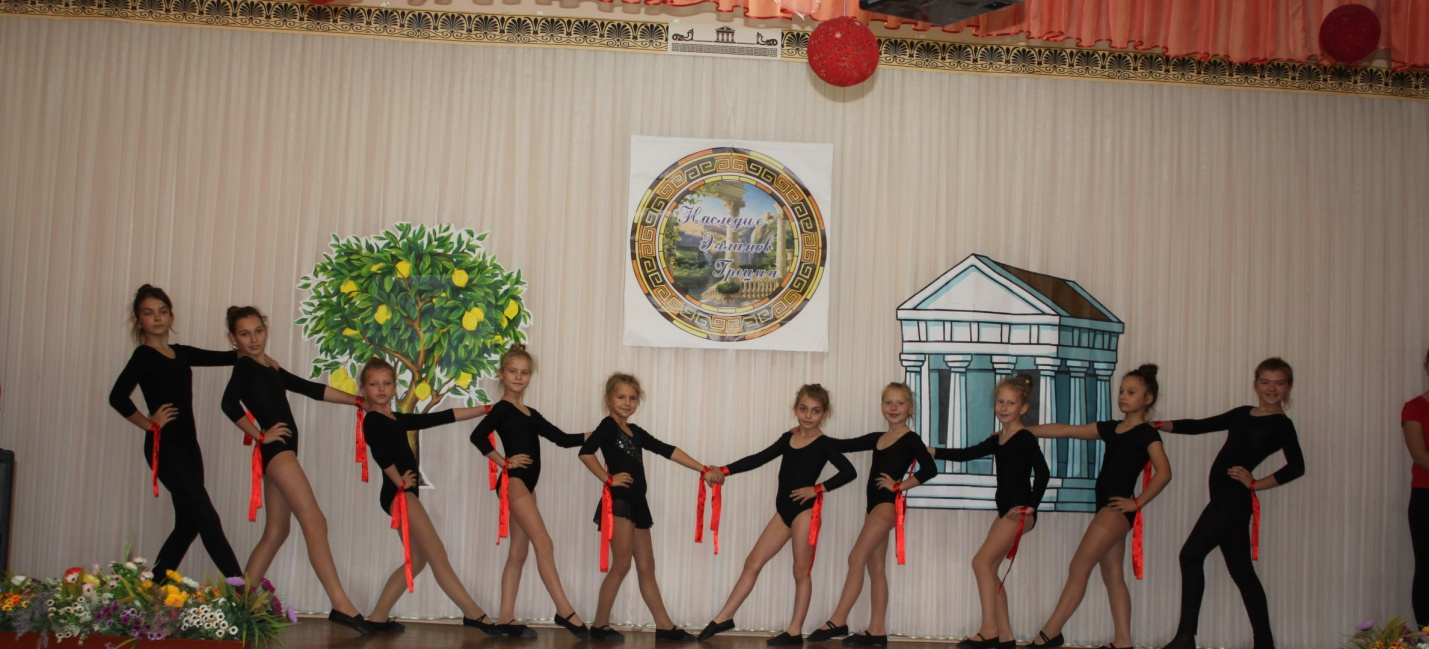 Наследие
Эллинов
Греция